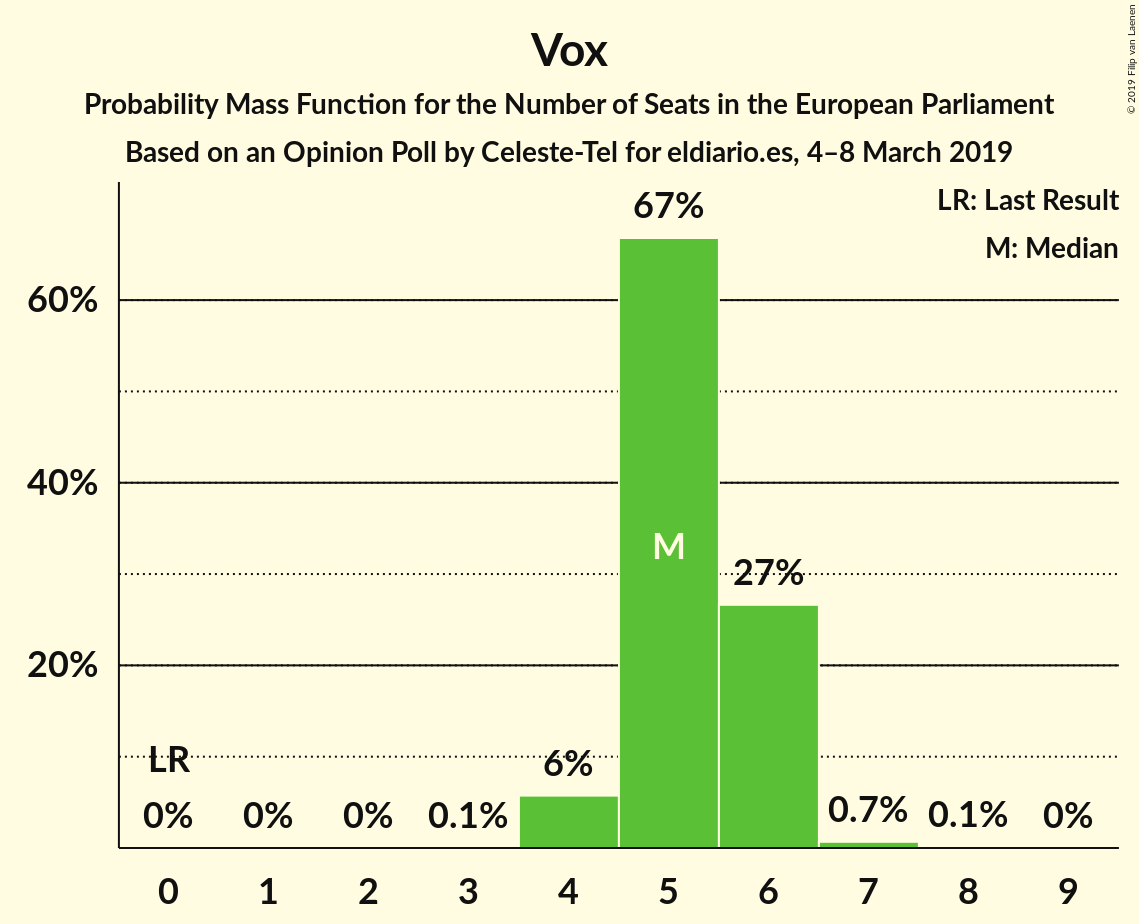 Vox
Probability Mass Function for the Number of Seats in the European Parliament
Based on an Opinion Poll by Celeste-Tel for eldiario.es, 4–8 March 2019
© 2019 Filip van Laenen
LR: Last Result
M: Median
67%
60%
40%
M
27%
20%
LR
6%
0% 0% 0% 0.1% 0.7% 0.1% 0%
0 1 2 3 4 5 6 7 8 9